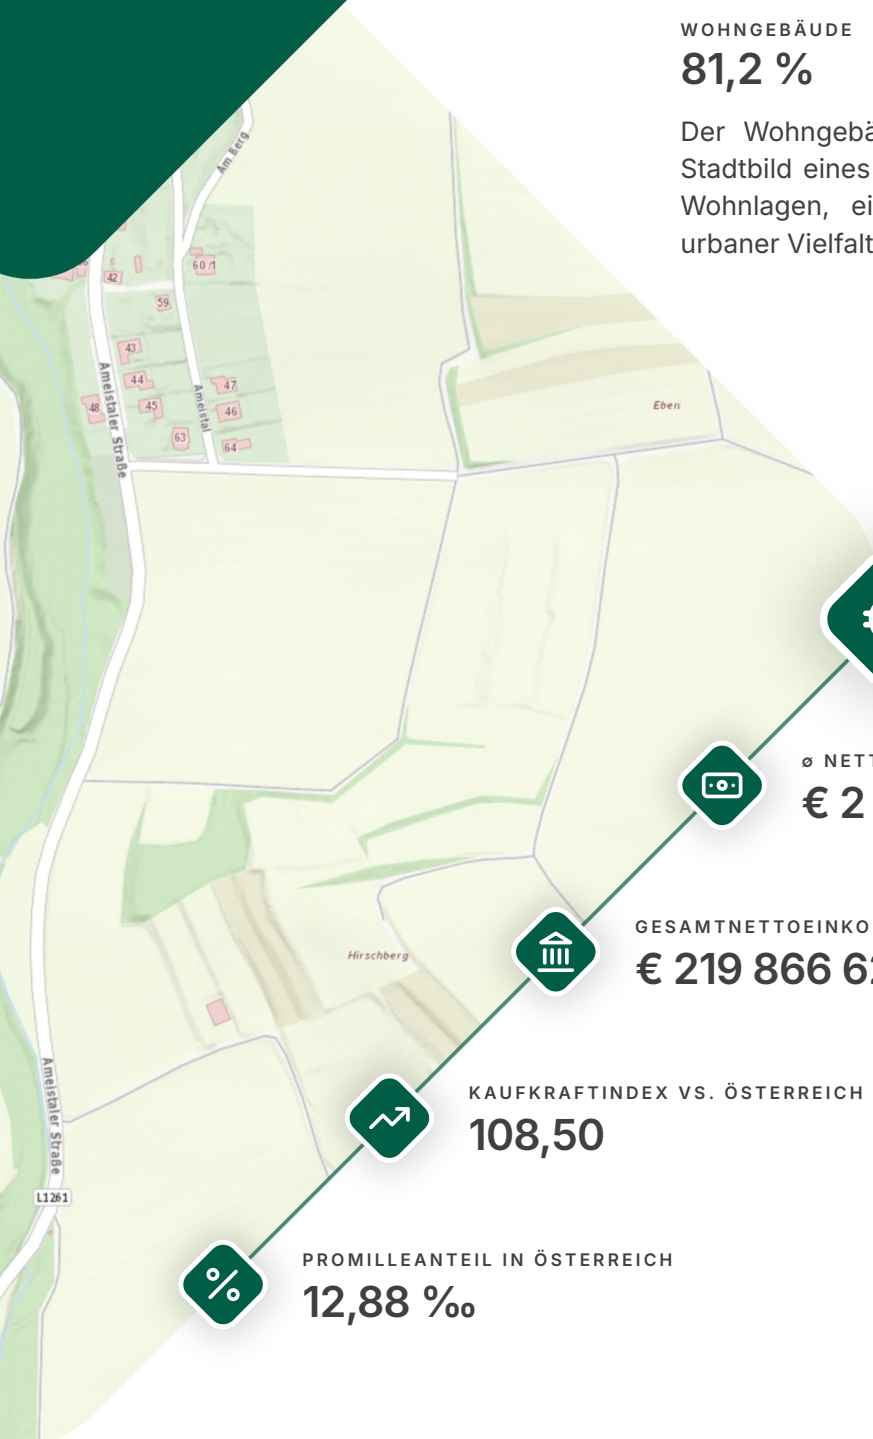 WOHNGEBÄUDE
81,2 %
Der Wohngebä
Stadtbild eines
Wohnlagen, ei
urbaner Vielfalt
Am Berg
60/1
42
59
43
44
47
48
45
46
63
64
Ameistaler Straße
Ameistal
Eben
ø NETT
€ 2
GESAMTNETTOEINKO
€ 219 866 6
Hirschberg
KAUFKRAFTINDEX VS. ÖSTERREICH
108,50
Ameistaler Straße
L1261
PROMILLEANTEIL IN ÖSTERREICH
12,88 ‰